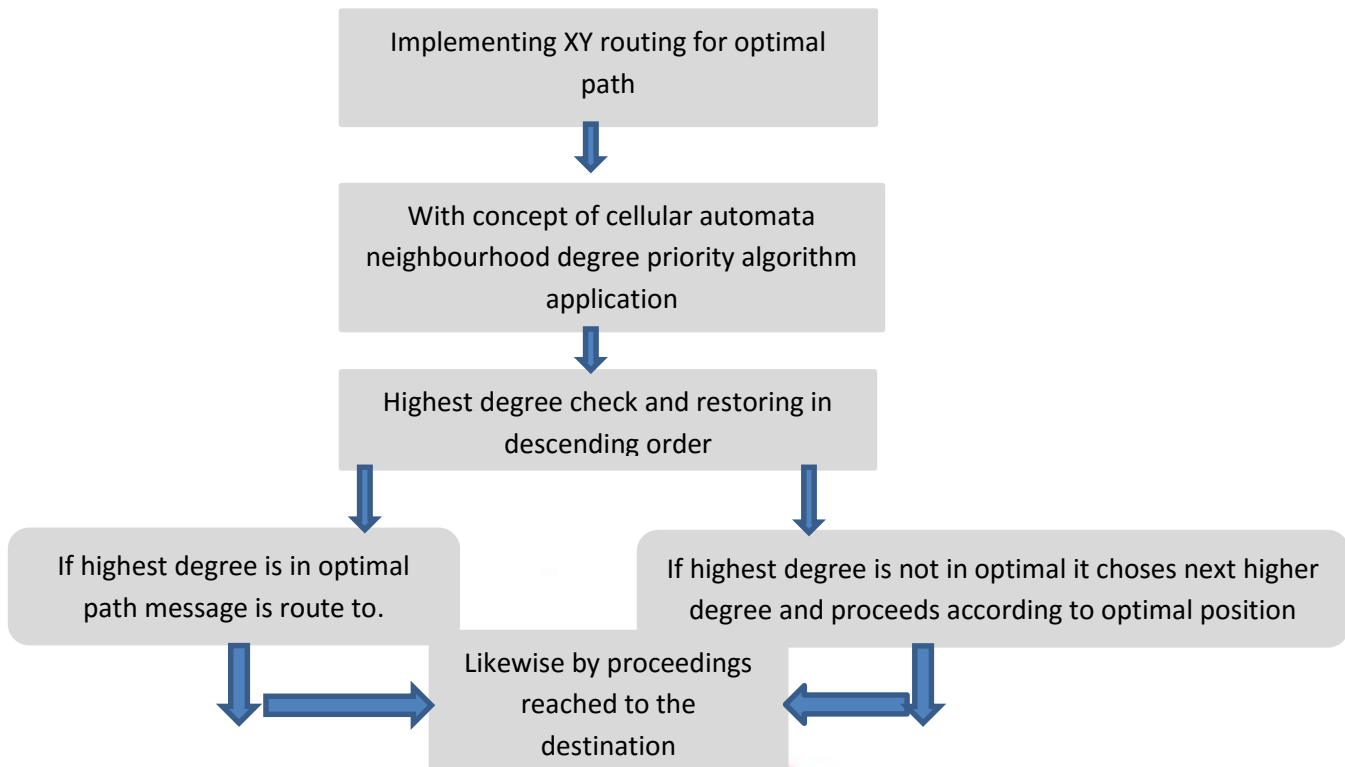 Implementing XY routing for optimal
path
With concept of cellular automata
neighbourhood degree priority algorithm
application
Highest degree check and restoring in
descending order
If highest degree is in optimal
path message is route to.
If highest degree is not in optimal it choses next higher
degree and proceeds according to optimal position
Likewise by proceedings
reached to the
destination